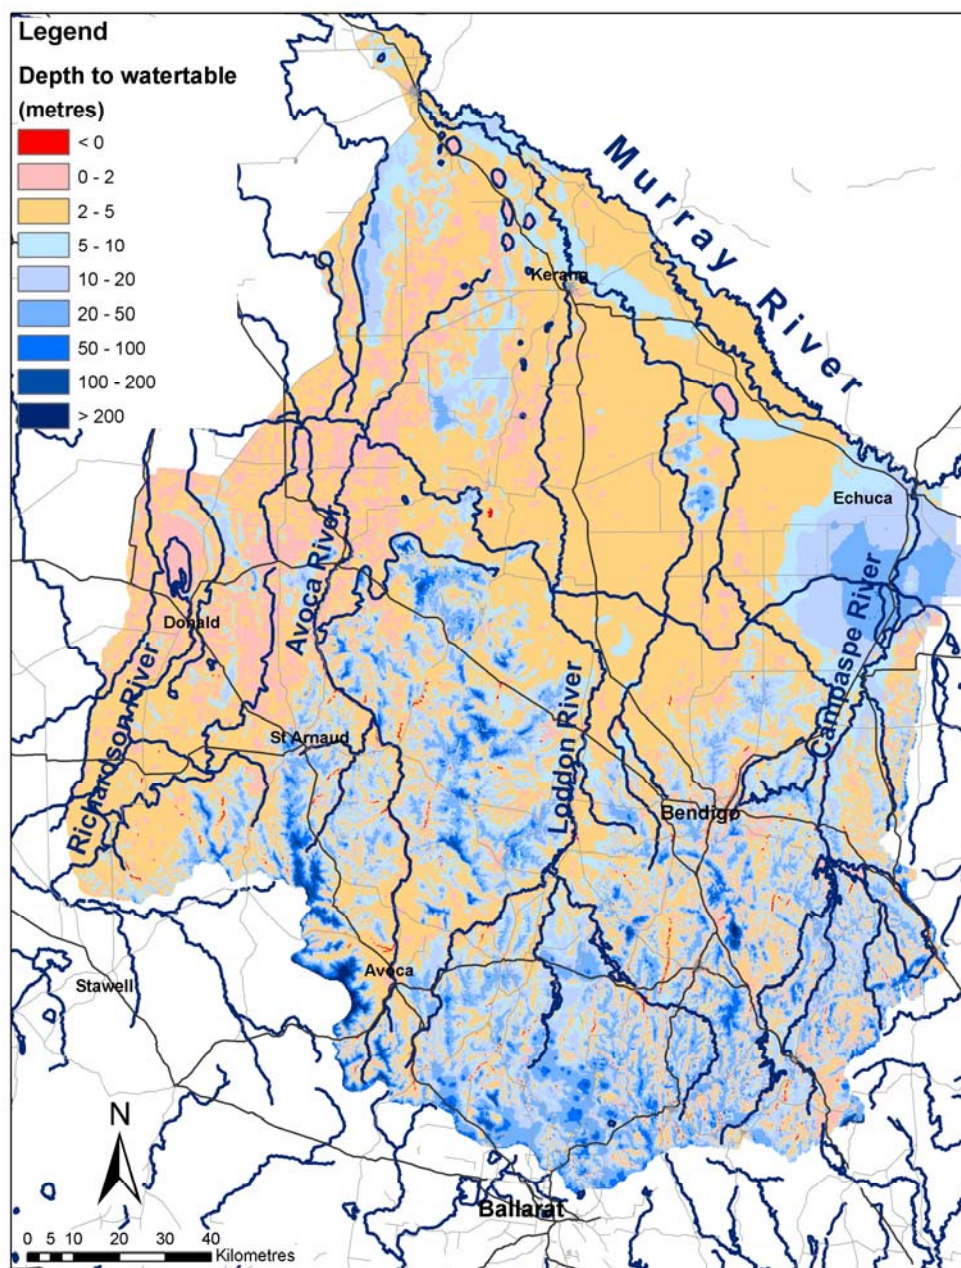 Legend
Depth to watertable
(metres)
< 0
0 - 2
2 - 5
5 - 10
10 - 20
20 - 50
50 - 100
100 - 200
> 200
Murray River
Kerang
Echuca
Avoca River
Donald
Richardson River
St Arnaud
Loddon River
Campaspe River
Bendigo
Avoca
Stawell
N
Ballarat
0 5 10 20 30 40
Kilometres